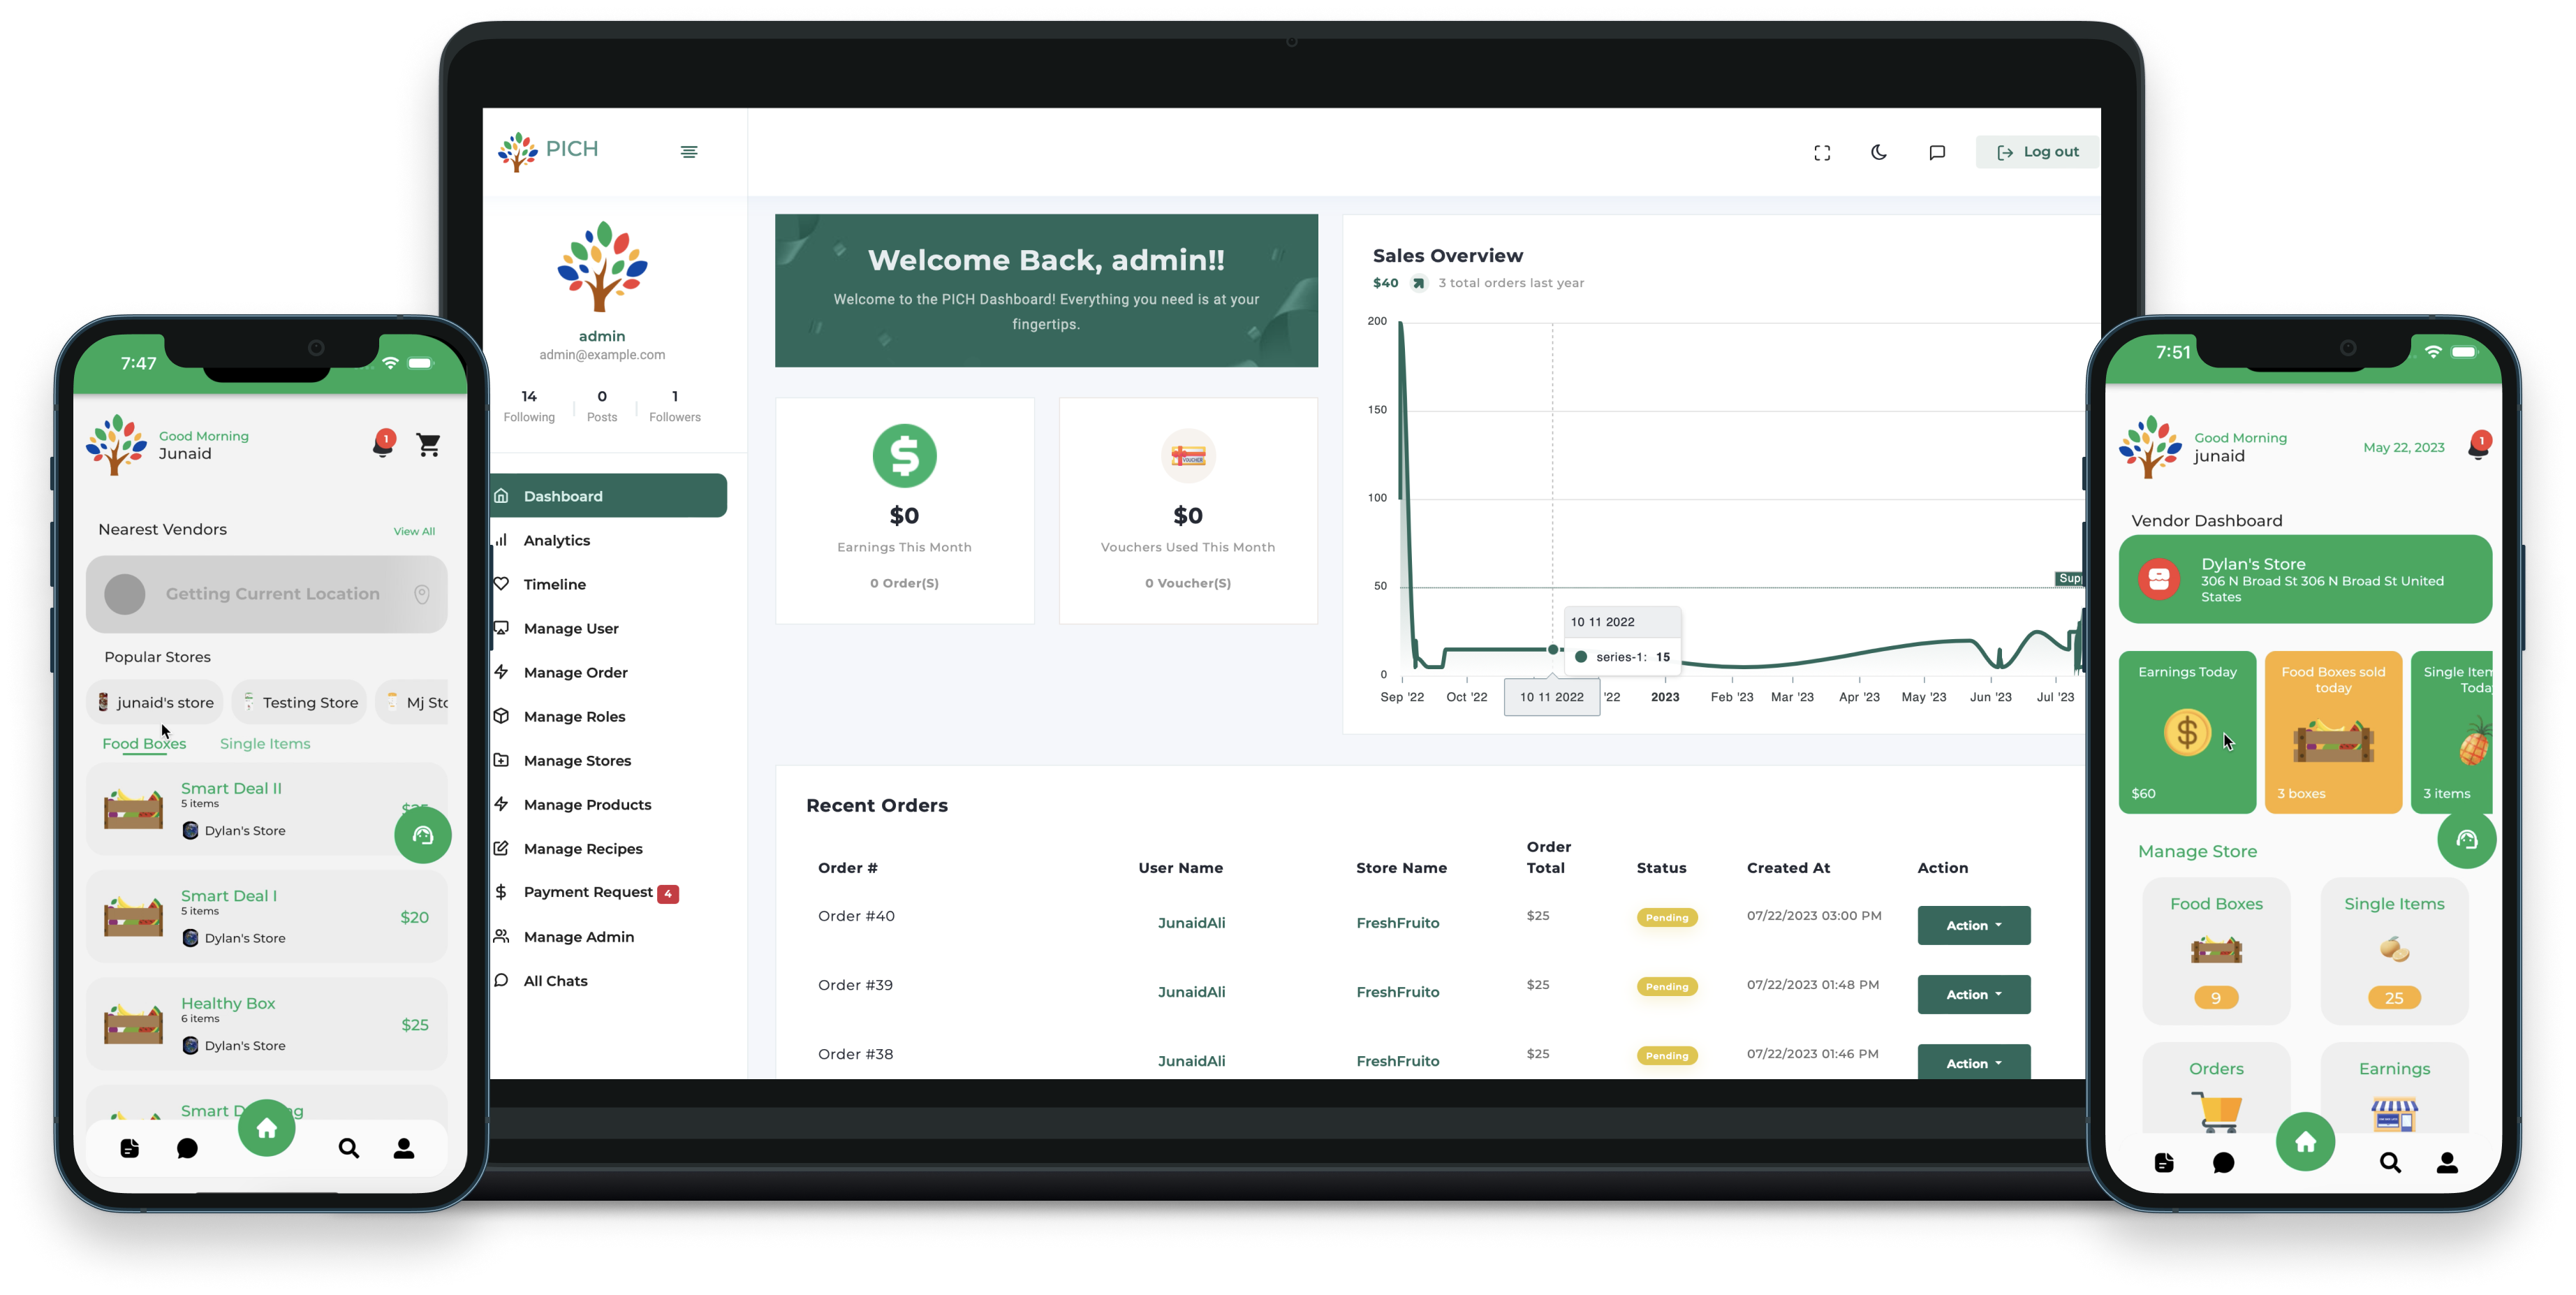 7:47
Good Morning
Junaid
1
Nearest Vendors
View All
Getting Current Location
Popular Stores
junaid's store
Testing Store
Mj Sto
Food Boxes
Single Items
Smart Deal II
5 items
Dylan's Store
Smart Deal I
5 items
$20
Dylan's Store
Healthy Box
6 items
$25
Dylan's Store
PICH
Log out
admin
admin@example.com
14
Following
0
Posts
1
Followers
Dashboard
Analytics
Timeline
Manage User
Manage Order
Manage Roles
Manage Stores
Manage Products
Manage Recipes
Payment Request 4
Manage Admin
All Chats
Welcome Back, admin!!
Welcome to the PICH Dashboard! Everything you need is at your
fingertips.
$0
Earnings This Month
0 Order(S)
VOUCHER
$0
Vouchers Used This Month
0 Voucher(S)
Sales Overview
$40 3 total orders last year
200
150
100
50
0
Supp
10 11 2022
series-1: 15
Sep '22 Oct '22 10 11 2022 '22 2023 Feb '23 Mar '23 Apr '23 May '23 Jun '23 Jul '23
Recent Orders
Order # User Name Store Name Order Total Status Created At Action
Order #40 JunaidAli FreshFruito $25 Pending 07/22/2023 03:00 PM Action
Order #39 JunaidAli FreshFruito $25 Pending 07/22/2023 01:48 PM Action
Order #38 JunaidAli FreshFruito $25 Pending 07/22/2023 01:46 PM Action
7:51
Good Morning
junaid
May 22, 2023
1
Vendor Dashboard
Dylan's Store
306 N Broad St 306 N Broad St United
States
Earnings Today
$60
Food Boxes sold
today
3 boxes
Single Item
Today
3 items
Manage Store
Food Boxes
9
Single Items
25
Orders
Earnings